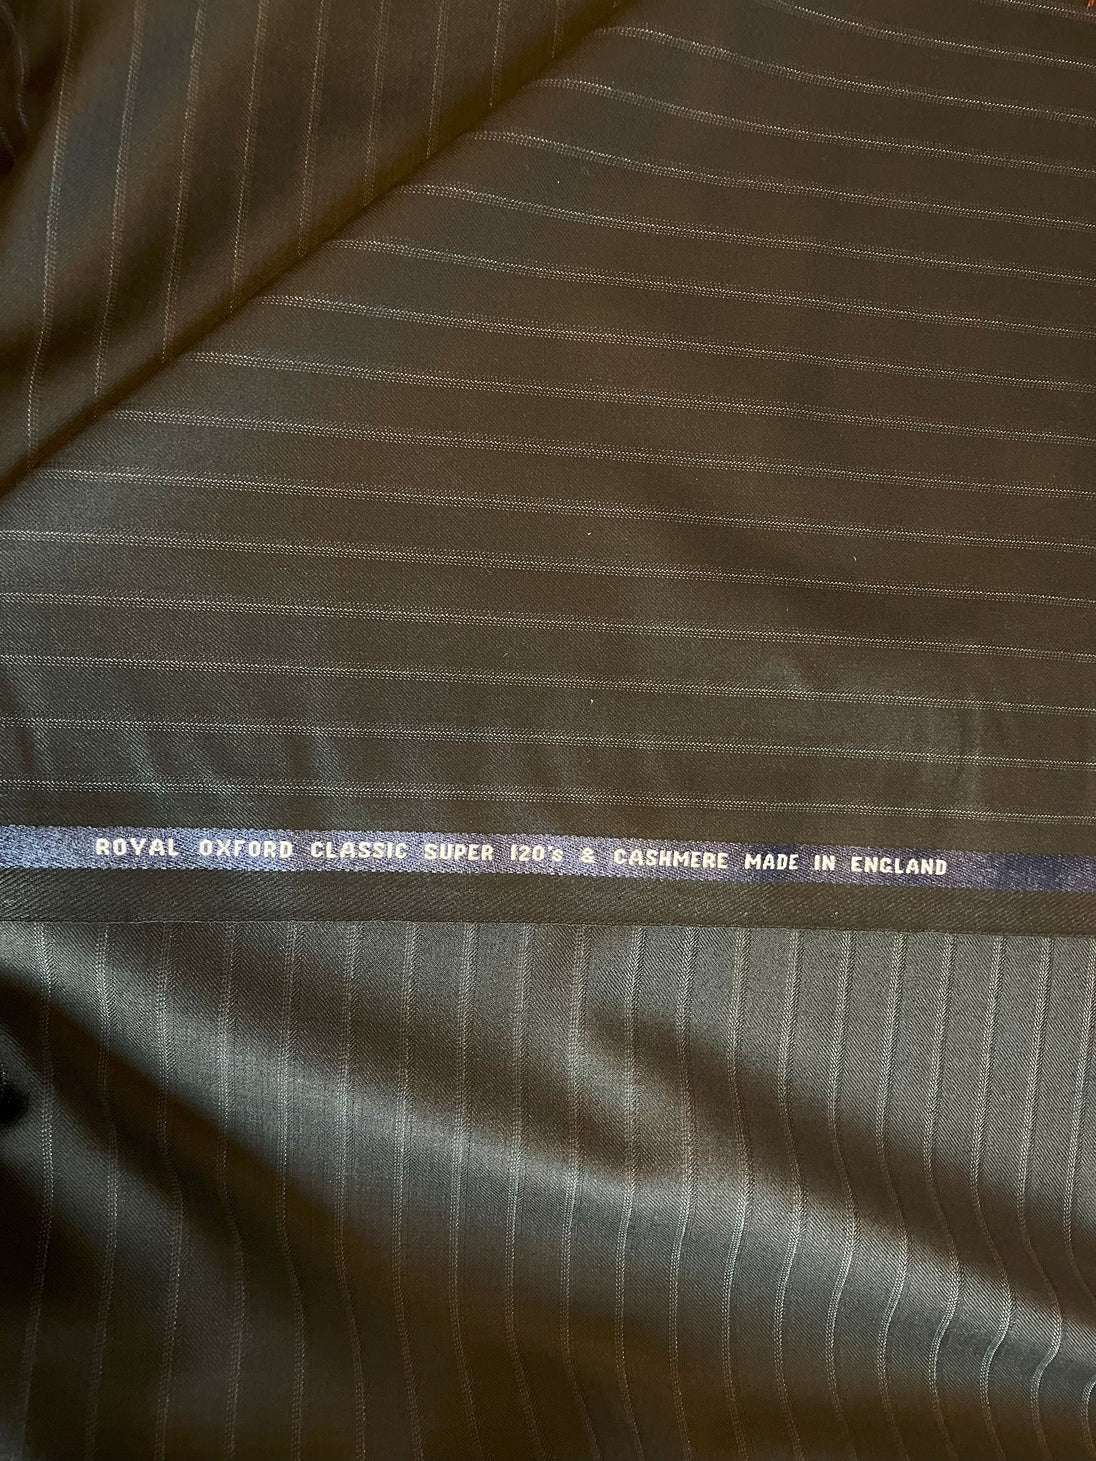 ROYAL OXFORD CLASSIC SUPER 120's & CASHMERE MADE IN ENGLAND